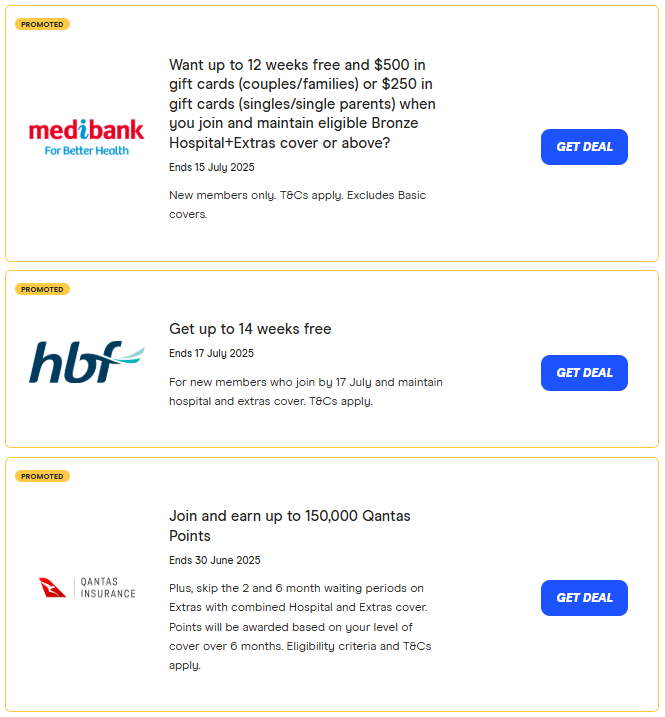 PROMOTED
Want up to 12 weeks free and $500 in
gift cards (couples/families) or $250 in
gift cards (singles/single parents) when
you join and maintain eligible Bronze
Hospital+Extras cover or above?
medibank
For Better Health
Ends 15 July 2025
GET DEAL
New members only. T&Cs apply. Excludes Basic
covers.
PROMOTED
hbf
Get up to 14 weeks free
Ends 17 July 2025
GET DEAL
For new members who join by 17 July and maintain
hospital and extras cover. T&Cs apply.
PROMOTED
Join and earn up to 150,000 Qantas
Points
Ends 30 June 2025
QANTAS
INSURANCE
Plus, skip the 2 and 6 month waiting periods on
Extras with combined Hospital and Extras cover.
Points will be awarded based on your level of
cover over 6 months. Eligibility criteria and T&Cs
apply.
GET DEAL